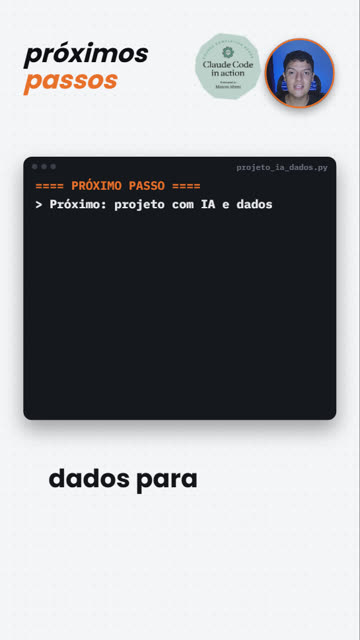 próximos
passos
Claude Code
in action
projeto_ia_dados.py
==== PRÓXIMO PASSO ====
> Próximo: projeto com IA e dados
dados para